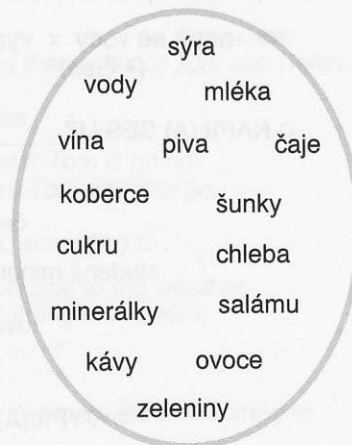 sýra
vody mléka
vína piva čaje
koberce šunky
cukru chleba
minerálky salámu
kávy ovoce
zeleniny